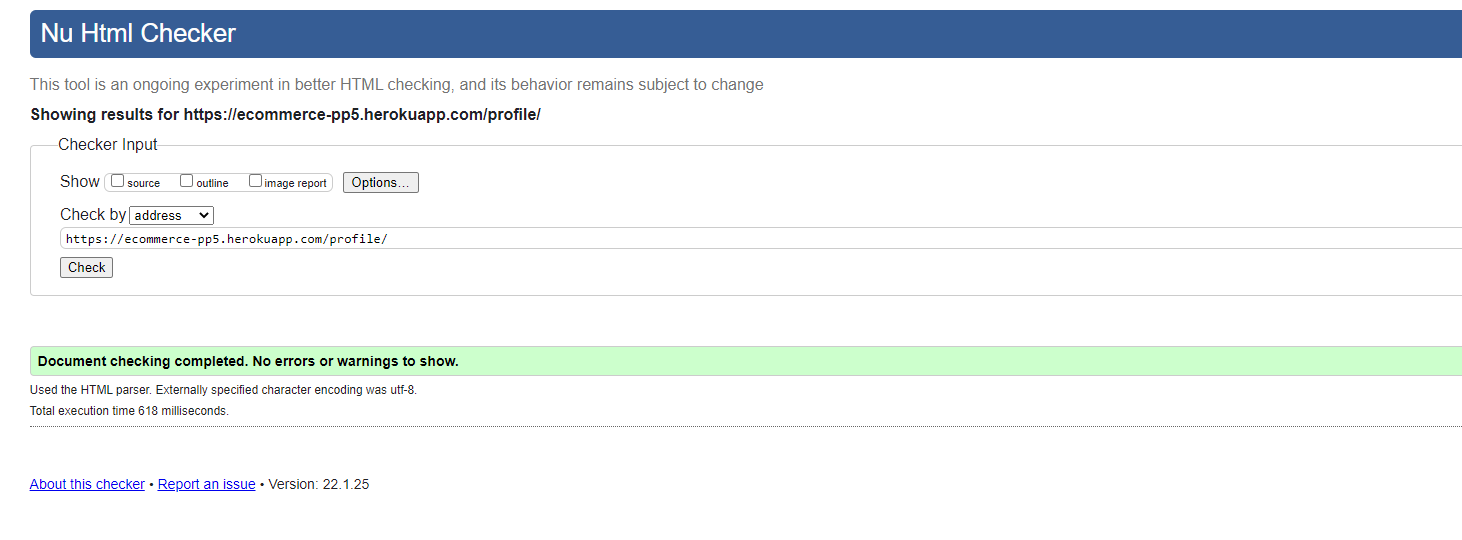 Nu Html Checker
This tool is an ongoing experiment in better HTML checking, and its behavior remains subject to change
Showing results for https://ecommerce-pp5.herokuapp.com/profile/
Checker Input
Show source outline image report Options...
Check by address
https://ecommerce-pp5.herokuapp.com/profile/
Check
Document checking completed. No errors or warnings to show.
Used the HTML parser. Externally specified character encoding was utf-8.
Total execution time 618 milliseconds.
About this checker • Report an issue • Version: 22.1.25